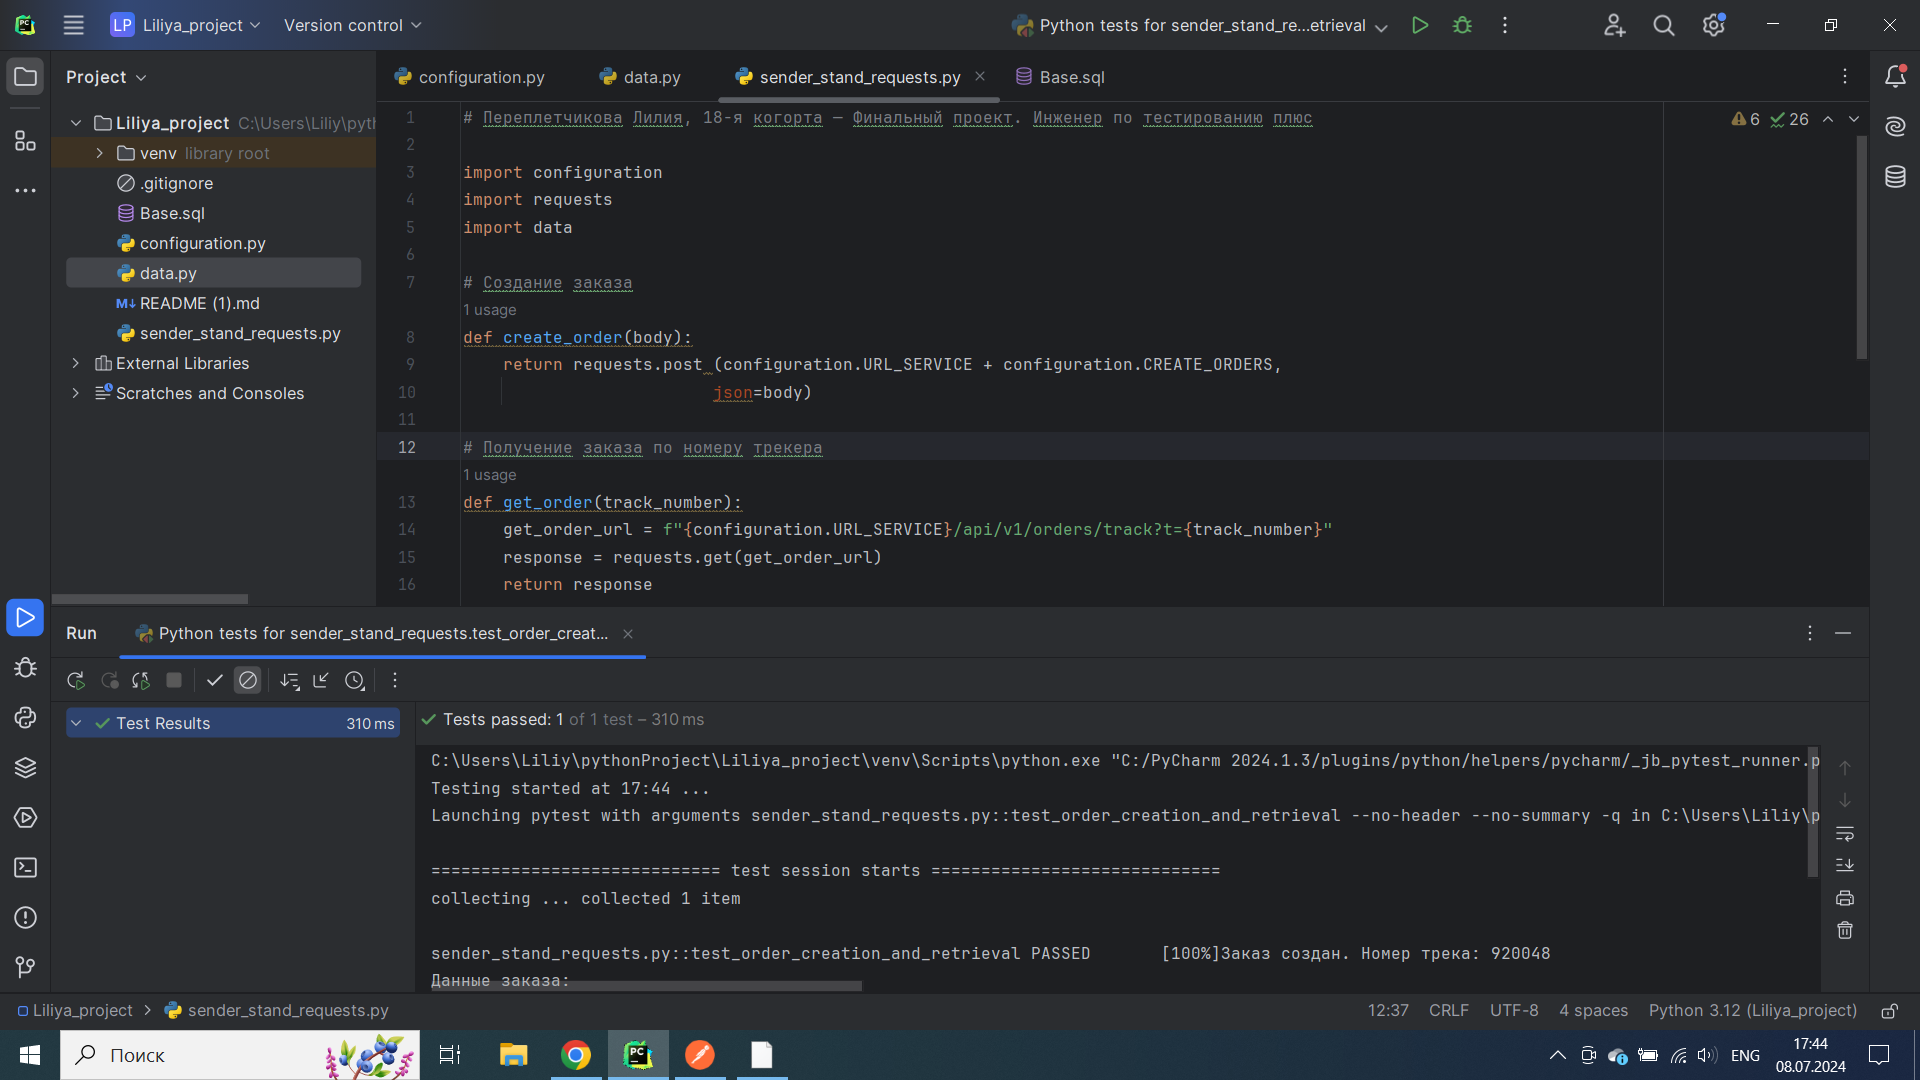 LP Liliya_project Version control Python tests for sender_stand_re...etrieval
Project
configuration.py data.py sender_stand_requests.py Base.sql
Liliya_project C:\Users\Liliy\pyth
venv library root
.gitignore
Base.sql
configuration.py
data.py
M↓ README (1).md
sender_stand_requests.py
External Libraries
Scratches and Consoles
6 26
1 # Переплетчикова Лилия, 18-я когорта — Финальный проект. Инженер по тестированию плюс
2
3 import configuration
4 import requests
5 import data
6
7 # Создание заказа
1 usage
8 def create_order(body):
9 return requests.post (configuration.URL_SERVICE + configuration.CREATE_ORDERS,
10 json=body)
11
12 # Получение заказа по номеру трекера
1 usage
13 def get_order(track_number):
14 get_order_url = f"{configuration.URL_SERVICE}/api/v1/orders/track?t={track_number}"
15 response = requests.get(get_order_url)
16 return response
Run Python tests for sender_stand_requests.test_order_creat...
Test Results 310 ms
Tests passed: 1 of 1 test – 310 ms
C:\Users\Liliy\pythonProject\Liliya_project\venv\Scripts\python.exe "C:/PyCharm 2024.1.3/plugins/python/helpers/pycharm/_jb_pytest_runner.p
Testing started at 17:44 ...
Launching pytest with arguments sender_stand_requests.py::test_order_creation_and_retrieval --no-header --no-summary -q in C:\Users\Liliy\p
============================= test session starts =============================
collecting ... collected 1 item
sender_stand_requests.py::test_order_creation_and_retrieval PASSED [100%]Заказ создан. Номер трека: 920048
Данные заказа:
Liliya_project sender_stand_requests.py 12:37 CRLF UTF-8 4 spaces Python 3.12 (Liliya_project)
Поиск
PC
ENG
17:44
08.07.2024